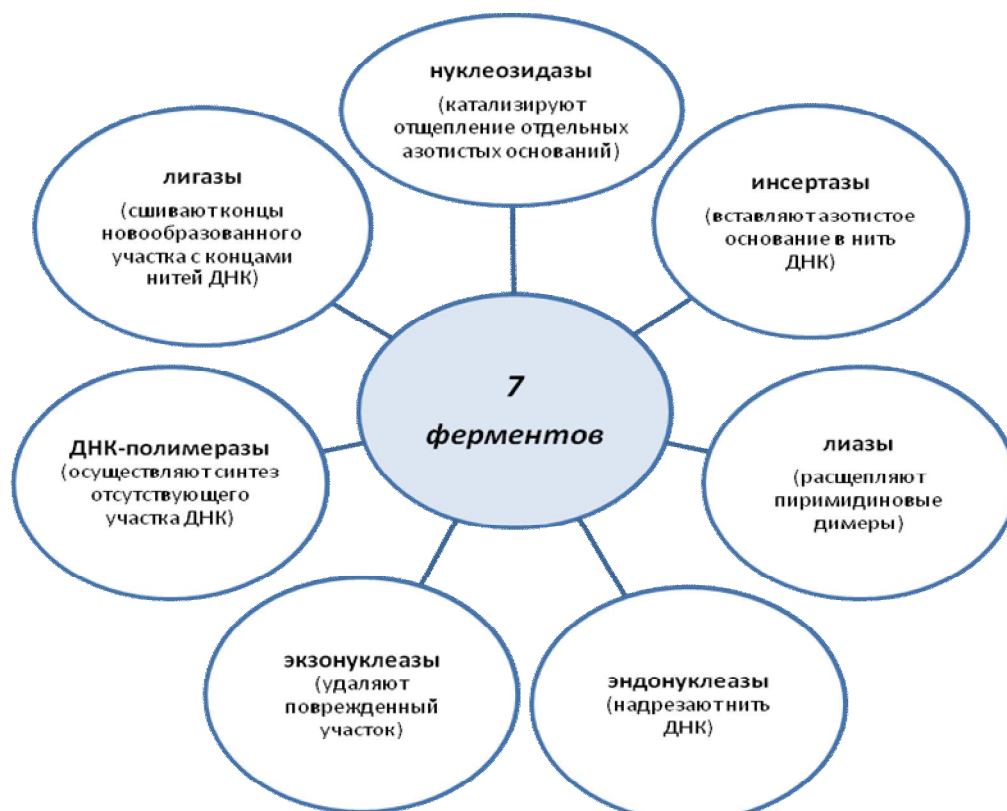 нуклеозидазы
(катализируют
отщепление отдельных
азотистых оснований)
лигазы
(сшивают концы
новообразованного
участка с концами
нитей ДНК)
инсертазы
(вставляют азотистое
основание в нить
ДНК)
7
ферментов
ДНК-полимеразы
(осуществляют синтез
отсутствующего
участка ДНК)
лиазы
(расщепляют
пиримидиновые
димеры)
экзонуклеазы
(удаляют
поврежденный
участок)
эндонуклеазы
(надрезают нить
ДНК)